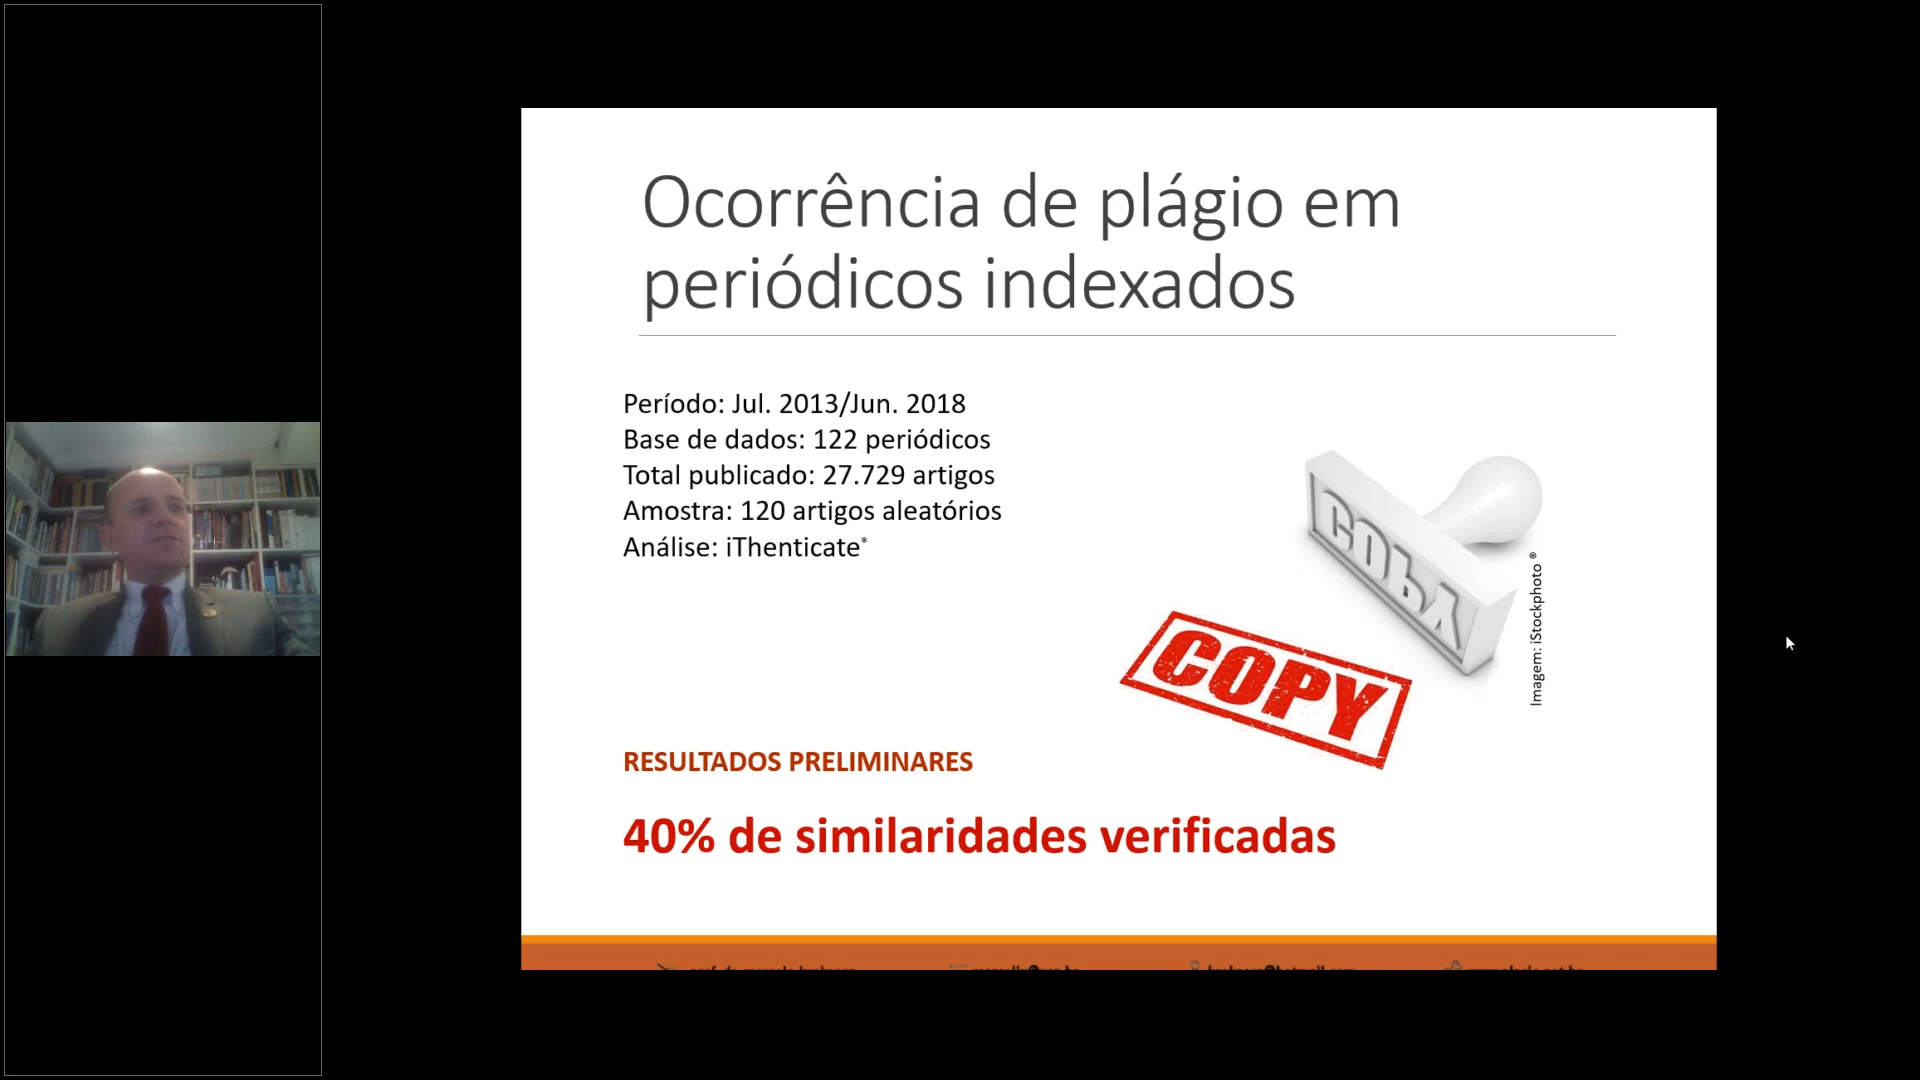 Ocorrência de plágio em
periódicos indexados
Período: Jul. 2013/Jun. 2018
Base de dados: 122 periódicos
Total publicado: 27.729 artigos
Amostra: 120 artigos aleatórios
Análise: iThenticate®
COPY
COPY
Imagem: iStockphoto ®
RESULTADOS PRELIMINARES
40% de similaridades verificadas